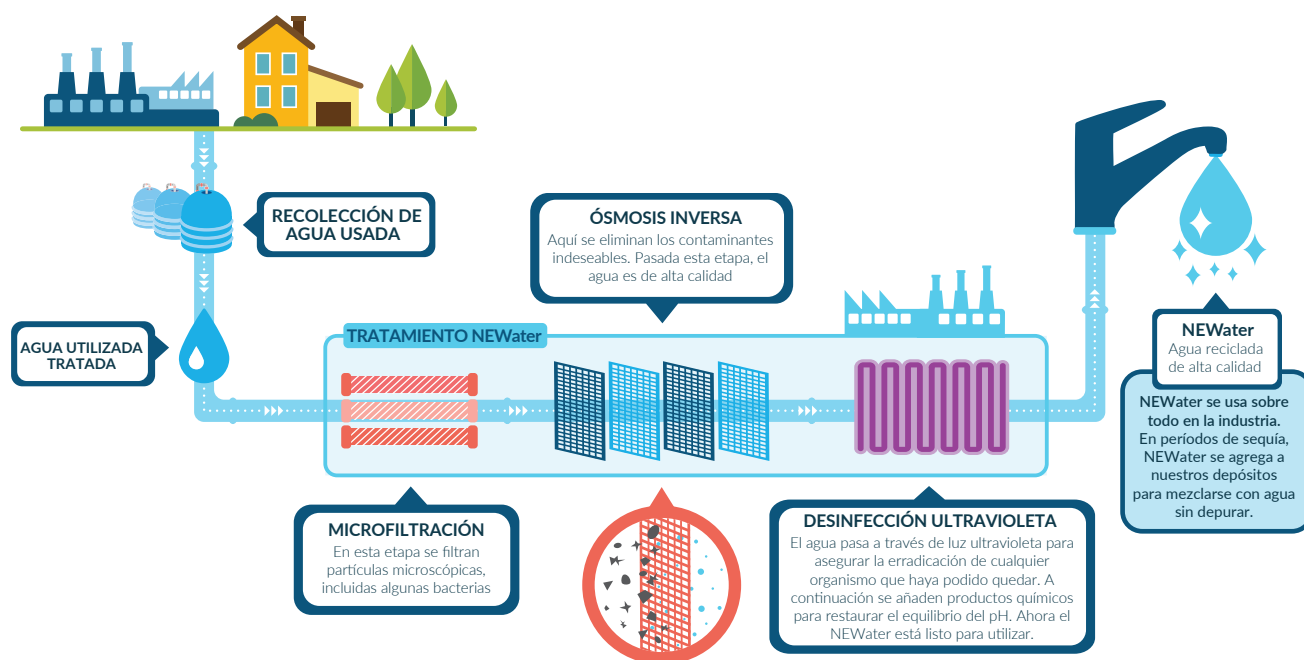 RECOLECCIÓN DE
AGUA USADA
AGUA UTILIZADA
TRATADA
TRATAMIENTO NEWater
MICROFILTRACIÓN
En esta etapa se filtran
partículas microscópicas,
incluidas algunas bacterias
ÓSMOSIS INVERSA
Aquí se eliminan los contaminantes
indeseables. Pasada esta etapa, el
agua es de alta calidad
DESINFECCIÓN ULTRAVIOLETA
El agua pasa a través de luz ultravioleta para
asegurar la erradicación de cualquier
organismo que haya podido quedar. A
continuación se añaden productos químicos
para restaurar el equilibrio del pH. Ahora el
NEWater está listo para utilizar.
NEWater
Agua reciclada
de alta calidad
NEWater se usa sobre
todo en la industria.
En períodos de sequía,
NEWater se agrega a
nuestros depósitos
para mezclarse con agua
sin depurar.